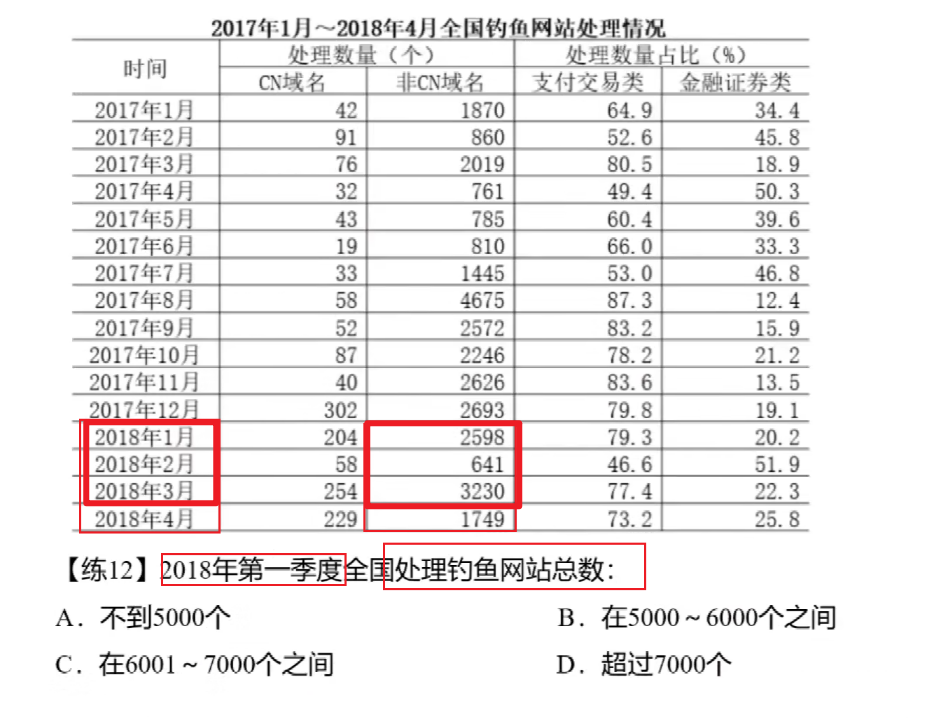 2017年1月～2018年4月全国钓鱼网站处理情况
时间 处理数量（个） 处理数量占比（%）
CN域名 非CN域名 支付交易类 金融证券类
2017年1月 42 1870 64.9 34.4
2017年2月 91 860 52.6 45.8
2017年3月 76 2019 80.5 18.9
2017年4月 32 761 49.4 50.3
2017年5月 43 785 60.4 39.6
2017年6月 19 810 66.0 33.3
2017年7月 33 1445 53.0 46.8
2017年8月 58 4675 87.3 12.4
2017年9月 52 2572 83.2 15.9
2017年10月 87 2246 78.2 21.2
2017年11月 40 2626 83.6 13.5
2017年12月 302 2693 79.8 19.1
2018年1月 204 2598 79.3 20.2
2018年2月 58 641 46.6 51.9
2018年3月 254 3230 77.4 22.3
2018年4月 229 1749 73.2 25.8
【练12】2018年第一季度全国处理钓鱼网站总数：
A．不到5000个 B．在5000～6000个之间
C．在6001～7000个之间 D．超过7000个